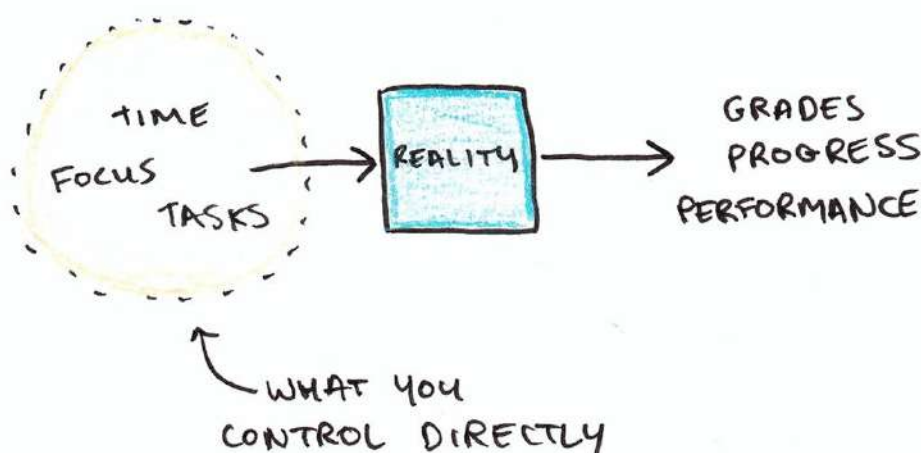 TIME
FOCUS
TASKS
REALITY
GRADES
PROGRESS
PERFORMANCE
WHAT YOU
CONTROL DIRECTLY